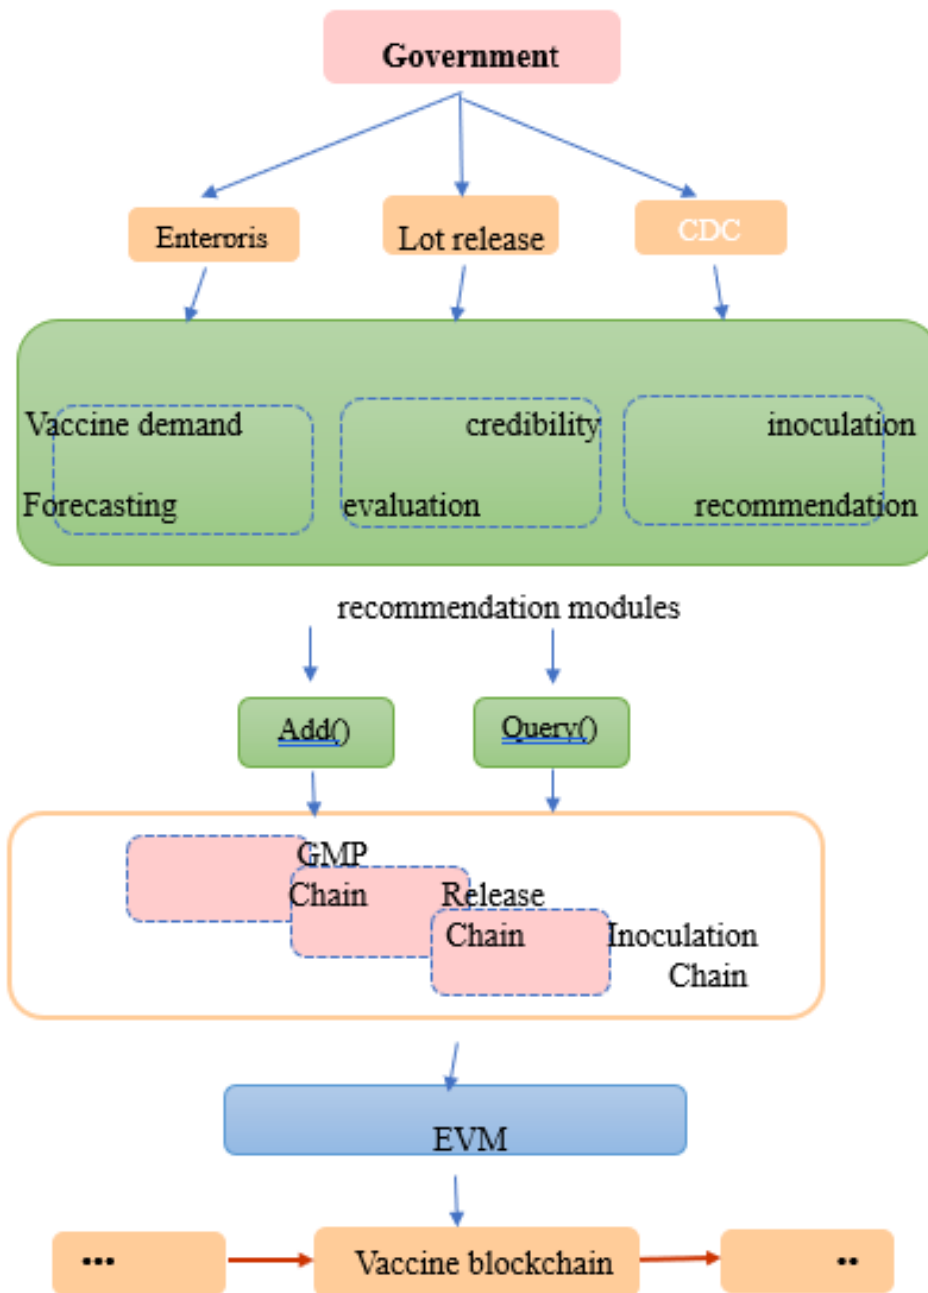 Government
Enterpris
Lot release
CDC
Vaccine demand
Forecasting
credibility
evaluation
inoculation
recommendation
recommendation modules
Add()
Query()
GMP
Chain
Release
Chain
Inoculation
Chain
EVM
•••
Vaccine blockchain
••